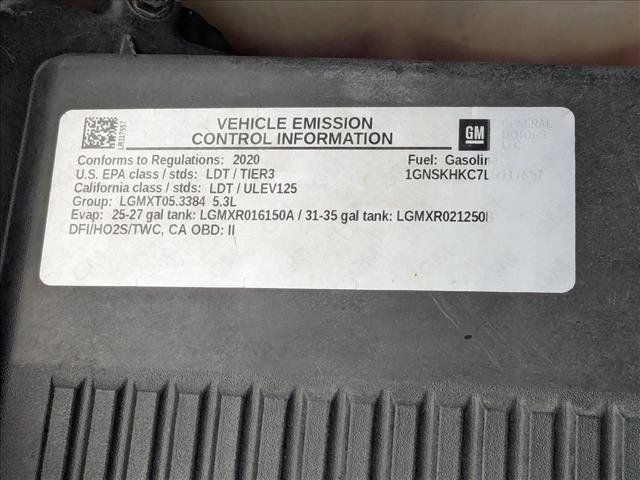 VEHICLE EMISSION
CONTROL INFORMATION
LR117657
GM
GENERAL
MOTORS
LLC
Conforms to Regulations: 2020
Fuel: Gasoline
U.S. EPA class / stds: LDT / TIER3
1GNSKHKC7LR117657
California class / stds: LDT / ULEV125
Group: LGMXT05.3384 5.3L
Evap: 25-27 gal tank: LGMXR016150A / 31-35 gal tank: LGMXR021250B
DFI/HO2S/TWC, CA OBD: II